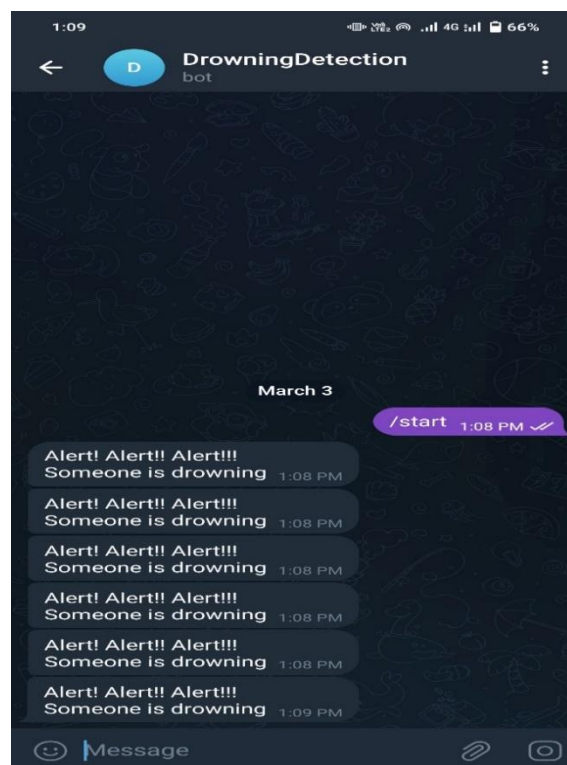 1:09 4G 66%
D DrowningDetection
bot
March 3
/start 1:08 PM
Alert! Alert!! Alert!!!
Someone is drowning 1:08 PM
Alert! Alert!! Alert!!!
Someone is drowning 1:08 PM
Alert! Alert!! Alert!!!
Someone is drowning 1:08 PM
Alert! Alert!! Alert!!!
Someone is drowning 1:08 PM
Alert! Alert!! Alert!!!
Someone is drowning 1:08 PM
Alert! Alert!! Alert!!!
Someone is drowning 1:09 PM
Message